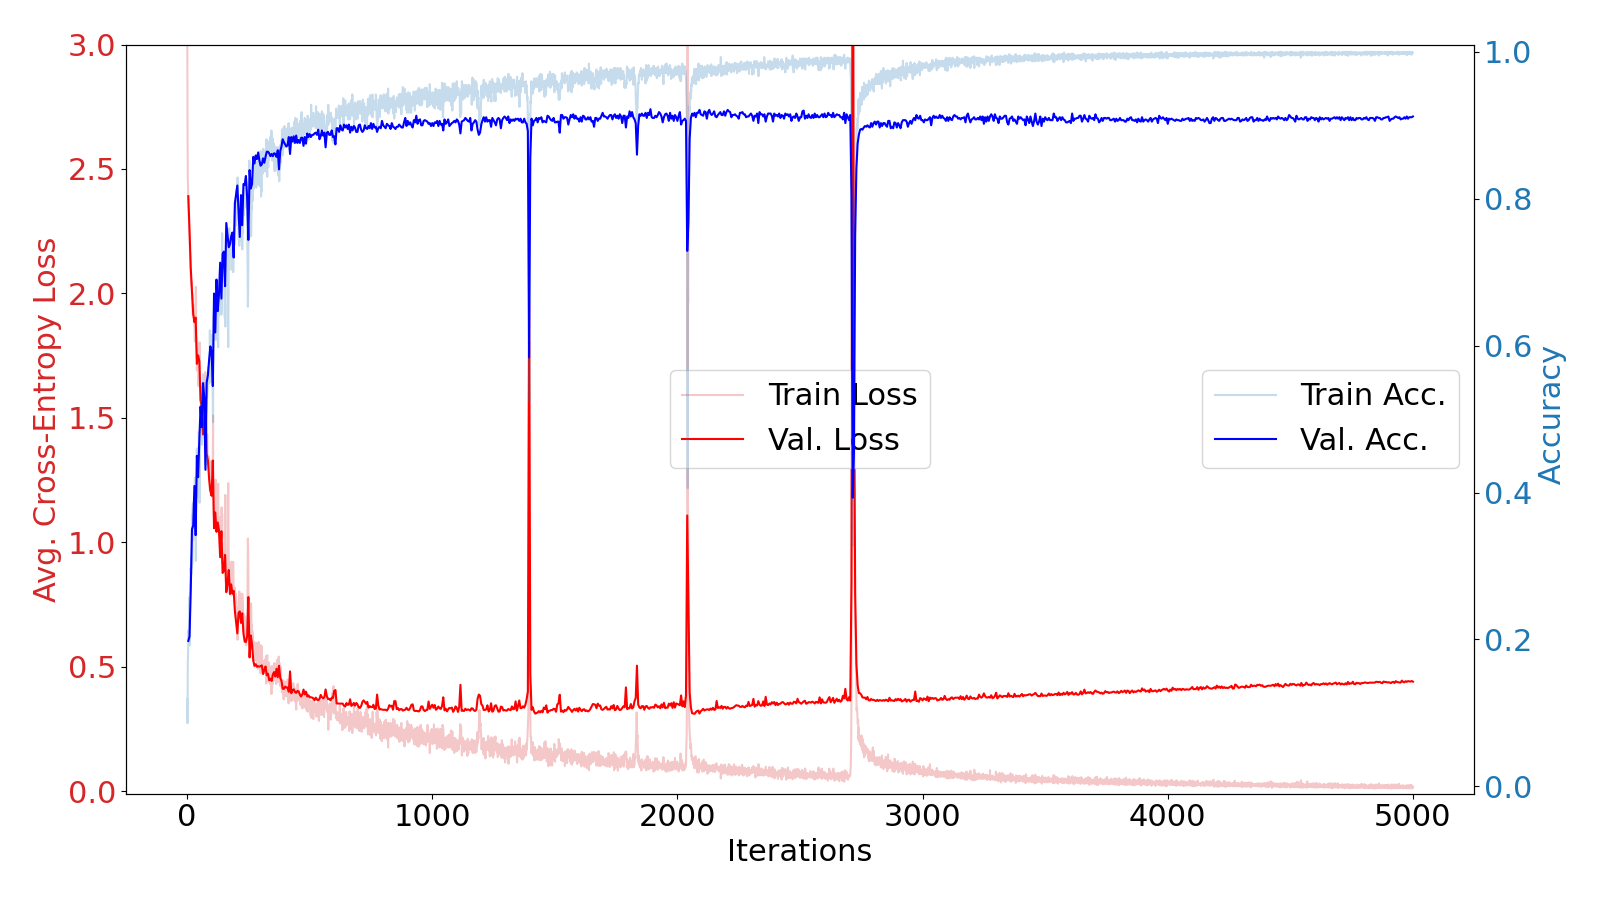 Avg. Cross-Entropy Loss
3.0
2.5
2.0
1.5
1.0
0.5
0.0
Train Loss
Val. Loss
Train Acc.
Val. Acc.
1.0
0.8
0.6
0.4
0.2
0.0
Accuracy
0 1000 2000 3000 4000 5000
Iterations